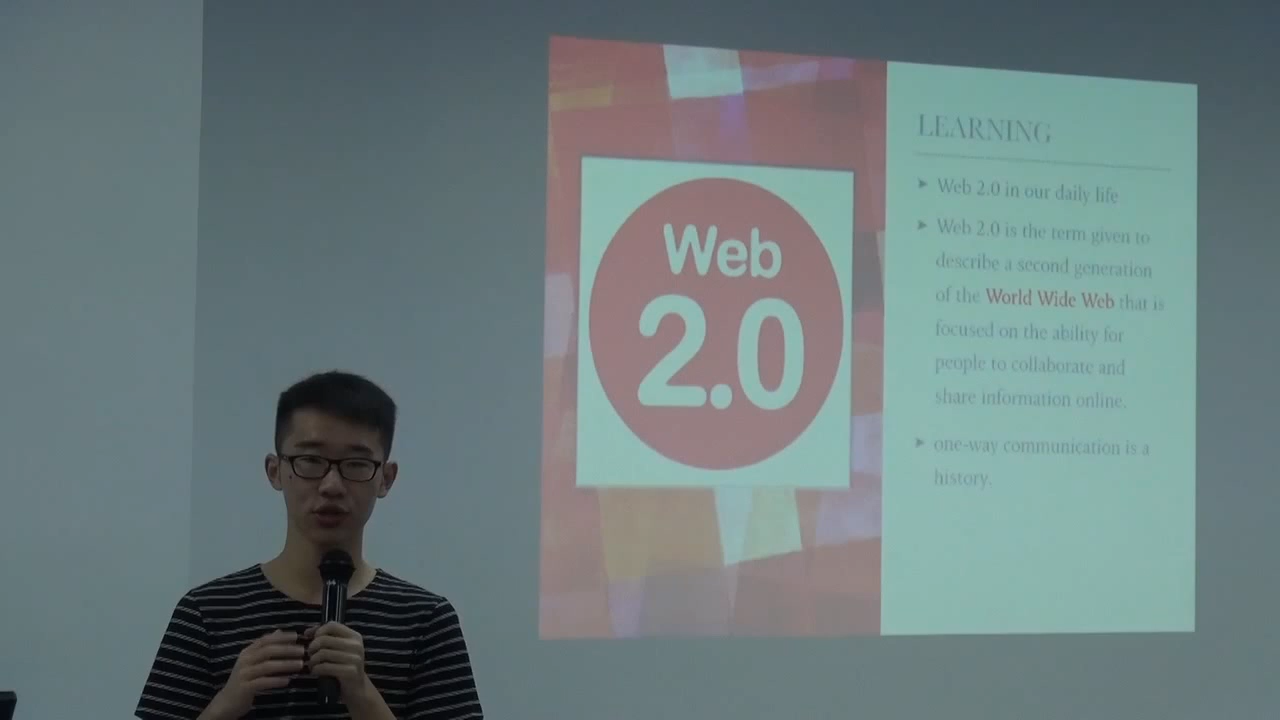 Web
2.0
LEARNING
Web 2.0 in our daily life
Web 2.0 is the term given to
describe a second generation
of the World Wide Web that is
focused on the ability for
people to collaborate and
share information online.
one-way communication is a
history.